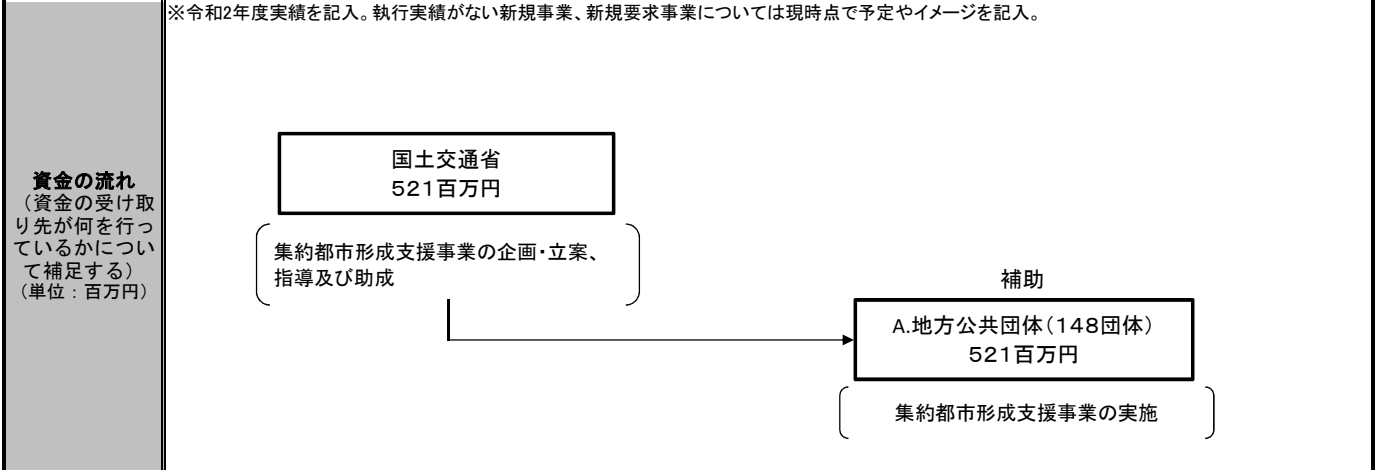 ※令和2年度実績を記入。執行実績がない新規事業、新規要求事業については現時点で予定やイメージを記入。
資金の流れ
（資金の受け取
り先が何を行っ
ているかについ
て補足する）
（単位：百万円）
国土交通省
521百万円
集約都市形成支援事業の企画・立案、
指導及び助成
補助
A.地方公共団体（148団体）
521百万円
集約都市形成支援事業の実施